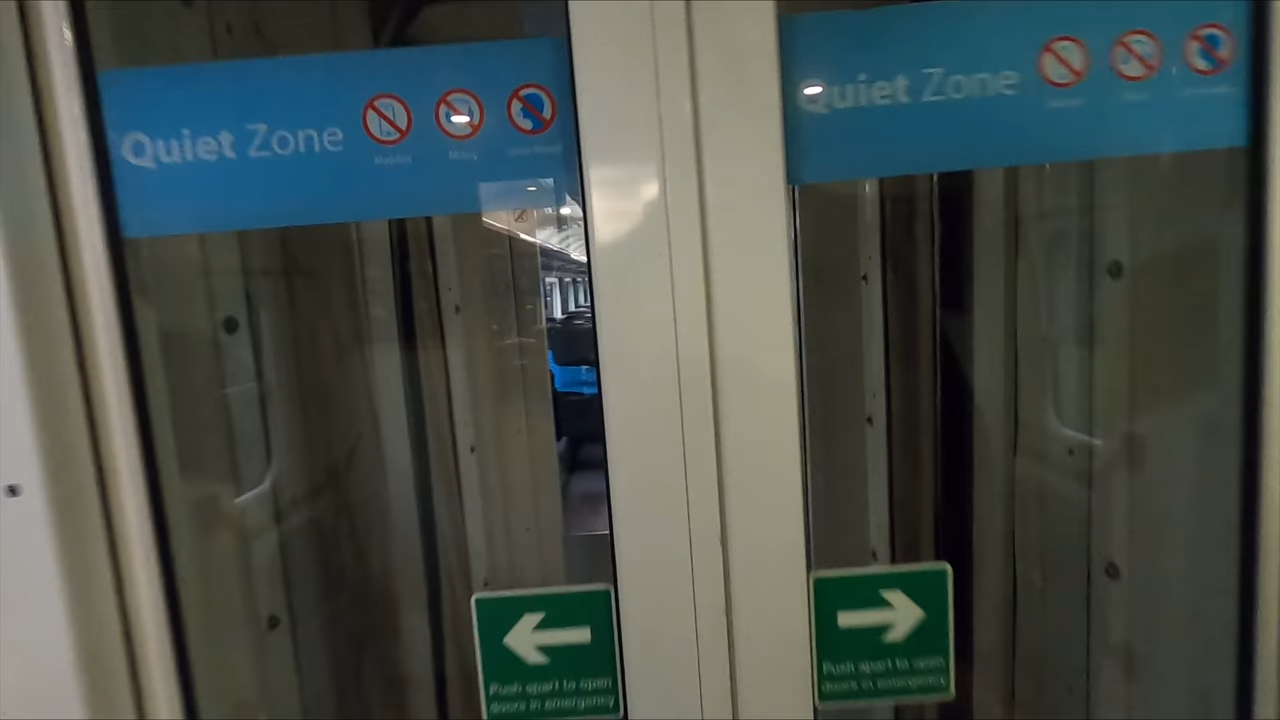 Quiet Zone
Mobiles
Quiet Zone
Push apart to open
doors in emergency
Push apart to open
doors in emergency